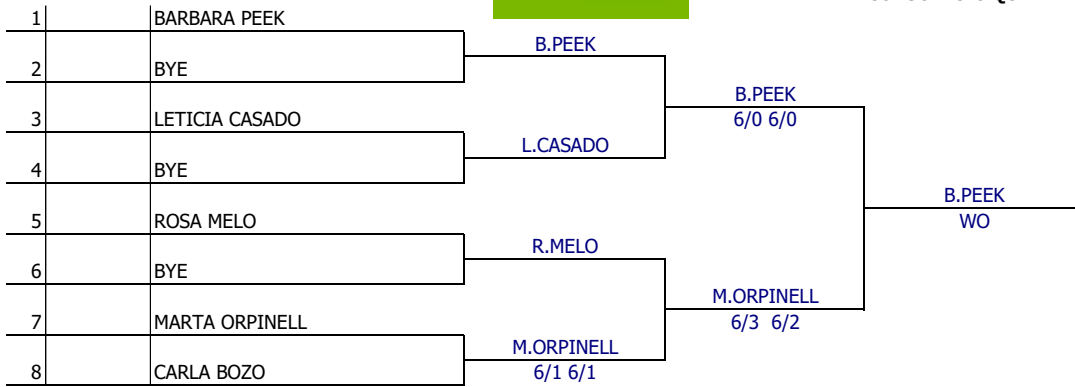 1 BARBARA PEEK
B.PEEK
2 BYE
B.PEEK
3 LETICIA CASADO
6/0 6/0
L.CASADO
4 BYE
B.PEEK
5 ROSA MELO
WO
R.MELO
6 BYE
M.ORPINELL
7 MARTA ORPINELL
6/3 6/2
M.ORPINELL
8 CARLA BOZO
6/1 6/1